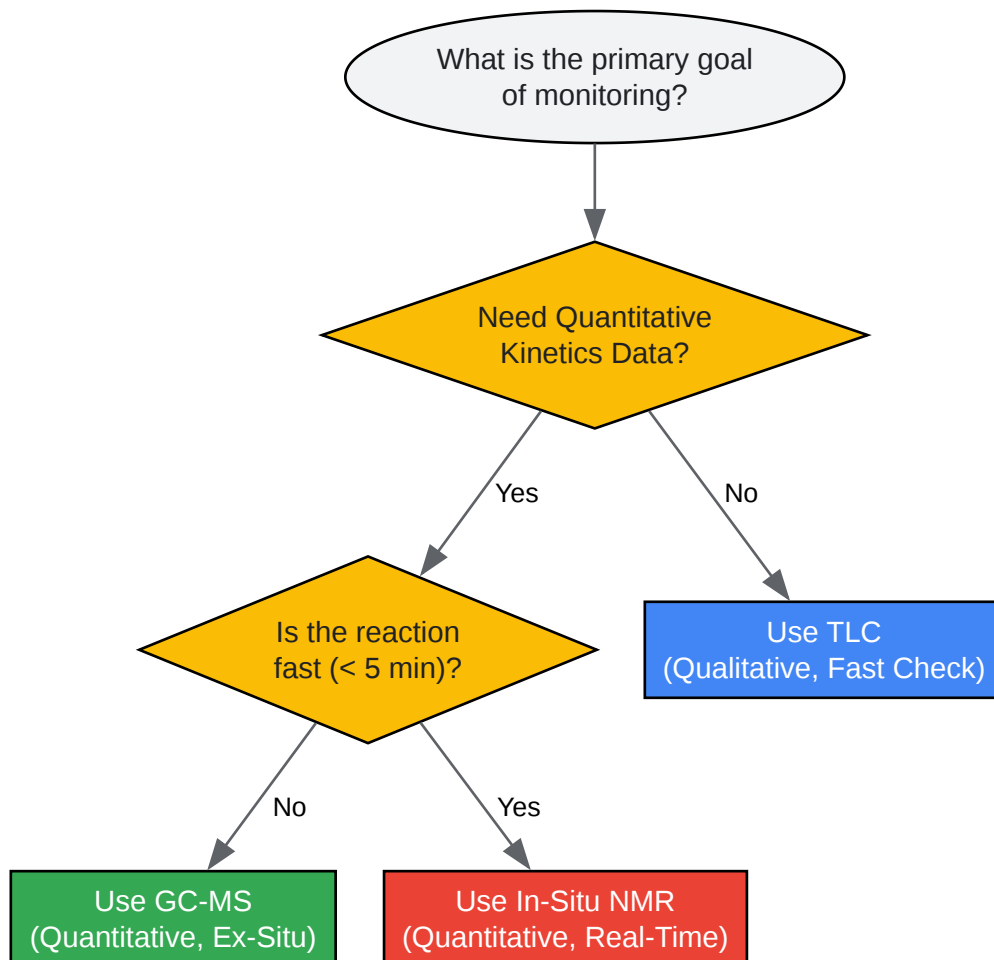 What is the primary goal
of monitoring?
Need Quantitative
Kinetics Data?
Yes
No
Is the reaction
fast (< 5 min)?
Use TLC
(Qualitative, Fast Check)
No
Yes
Use GC-MS
(Quantitative, Ex-Situ)
Use In-Situ NMR
(Quantitative, Real-Time)